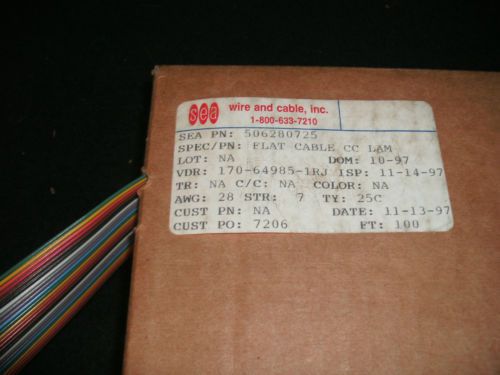 sea wire and cable, inc.
1-800-633-7210
SEA PN: 506280725
SPEC/PN: FLAT CABLE CC LAM
LOT: NA DOM: 10-97
VDR: 170-64985-1RJ ISP: 11-14-97
TR: NA C/C: NA COLOR: NA
AWG: 28 STR: 7 TY: 25C
CUST PN: NA DATE: 11-13-97
CUST PO: 7206 FT: 100